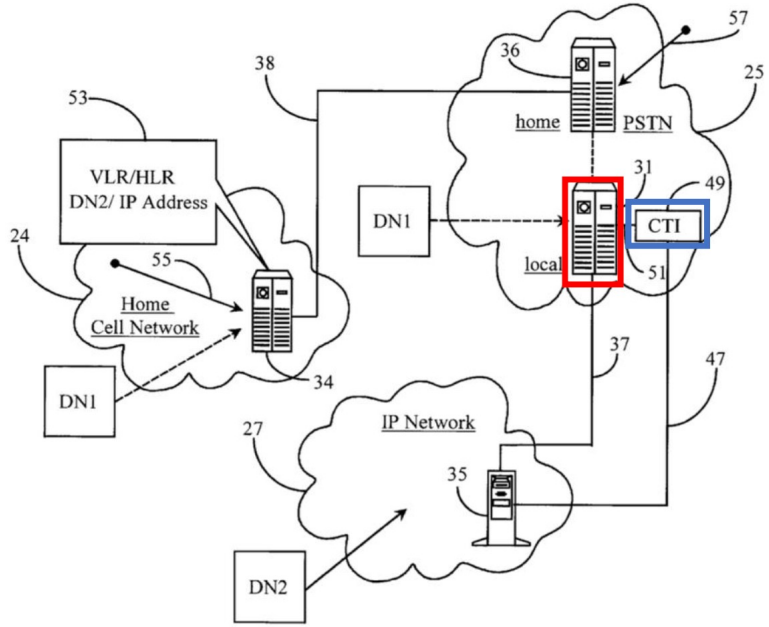 57
36
38
25
53
home
PSTN
VLR/HLR
DN2/ IP Address
31
49
DN1
CTI
24
local
51
55
Home
Cell Network
37
34
47
DN1
IP Network
27
35
DN2